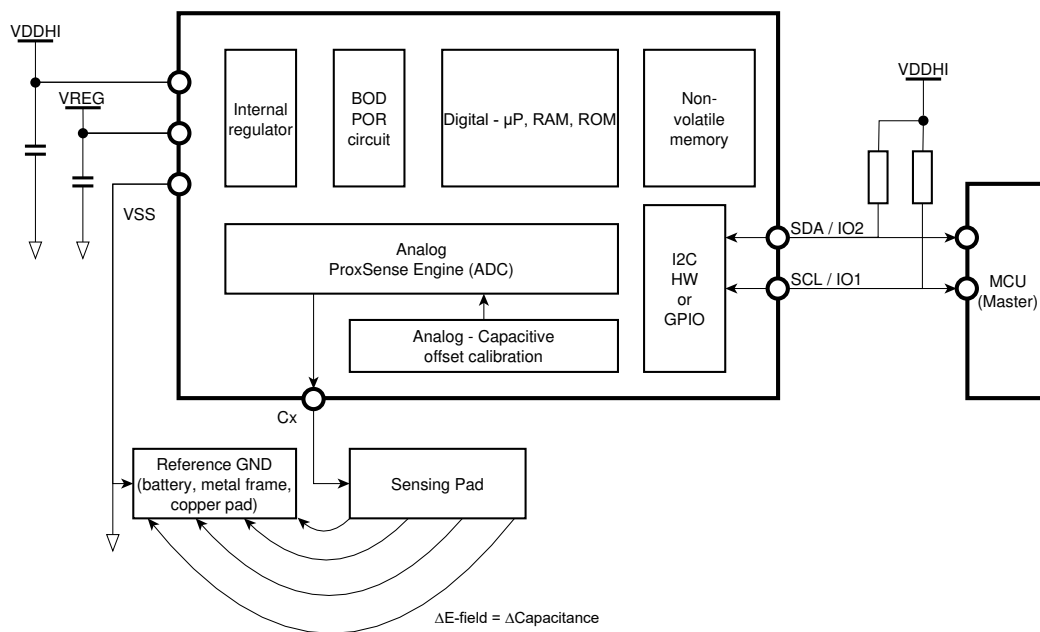 VDDHI
VREG
VSS
Internal
regulator
BOD
POR
circuit
Digital - µP, RAM, ROM
Non-
volatile
memory
Analog
ProxSense Engine (ADC)
Analog - Capacitive
offset calibration
I2C
HW
or
GPIO
VDDHI
SDA / IO2
SCL / IO1
MCU
(Master)
Cx
Reference GND
(battery, metal frame,
copper pad)
Sensing Pad
ΔE-field = ΔCapacitance